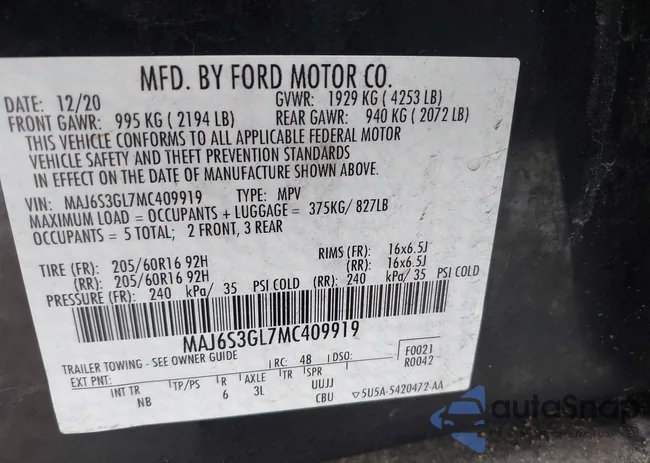 MFD. BY FORD MOTOR CO.
DATE: 12/20 GVWR: 1929 KG ( 4253 LB)
FRONT GAWR: 995 KG ( 2194 LB) REAR GAWR: 940 KG ( 2072 LB)
THIS VEHICLE CONFORMS TO ALL APPLICABLE FEDERAL MOTOR
VEHICLE SAFETY AND THEFT PREVENTION STANDARDS
IN EFFECT ON THE DATE OF MANUFACTURE SHOWN ABOVE.
VIN: MAJ6S3GL7MC409919 TYPE: MPV
MAXIMUM LOAD = OCCUPANTS + LUGGAGE = 375KG/ 827LB
OCCUPANTS = 5 TOTAL; 2 FRONT, 3 REAR
TIRE (FR): 205/60R16 92H RIMS (FR): 16x6.5J
(RR): 205/60R16 92H (RR): 16x6.5J
PRESSURE (FR): 240 kPa/ 35 PSI COLD (RR): 240 kPa/ 35 PSI COLD
MAJ6S3GL7MC409919
TRAILER TOWING - SEE OWNER GUIDE RC: 48 DSO: F0021
EXT PNT: R0042
INT TR TP/PS R AXLE TR SPR UUJJ
NB 6 3L CBU 5U5A-5420472-AA
autoSnap